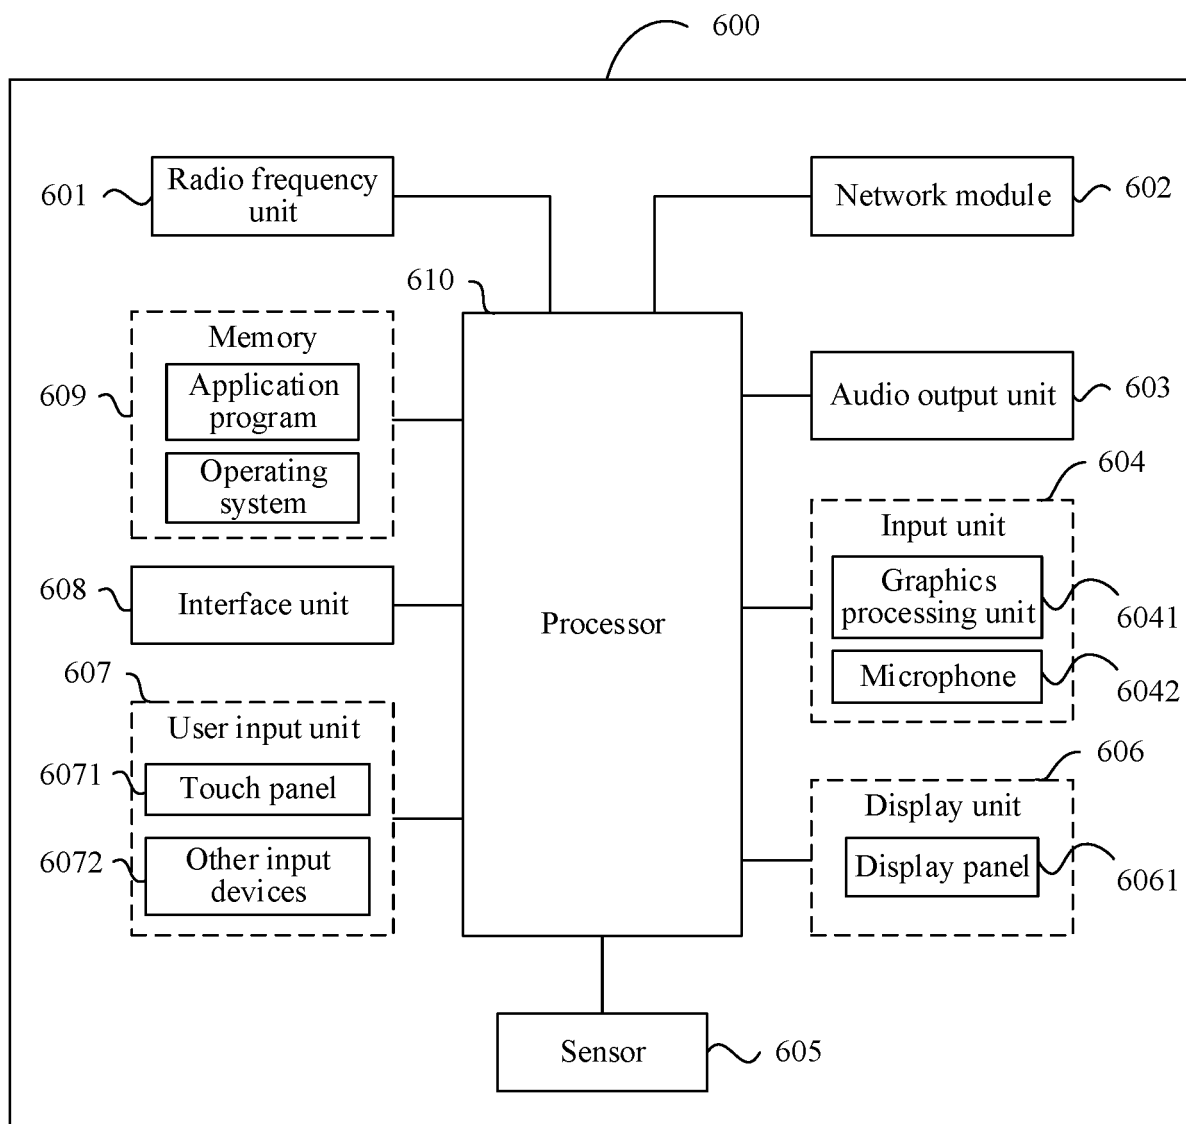 600
601
Radio frequency
unit
Network module
602
610
609
Memory
Application
program
Operating
system
Audio output unit
603
604
Input unit
Graphics
processing unit
6041
Microphone
6042
608
Interface unit
Processor
607
User input unit
6071
Touch panel
6072
Other input
devices
606
Display unit
Display panel
6061
Sensor
605